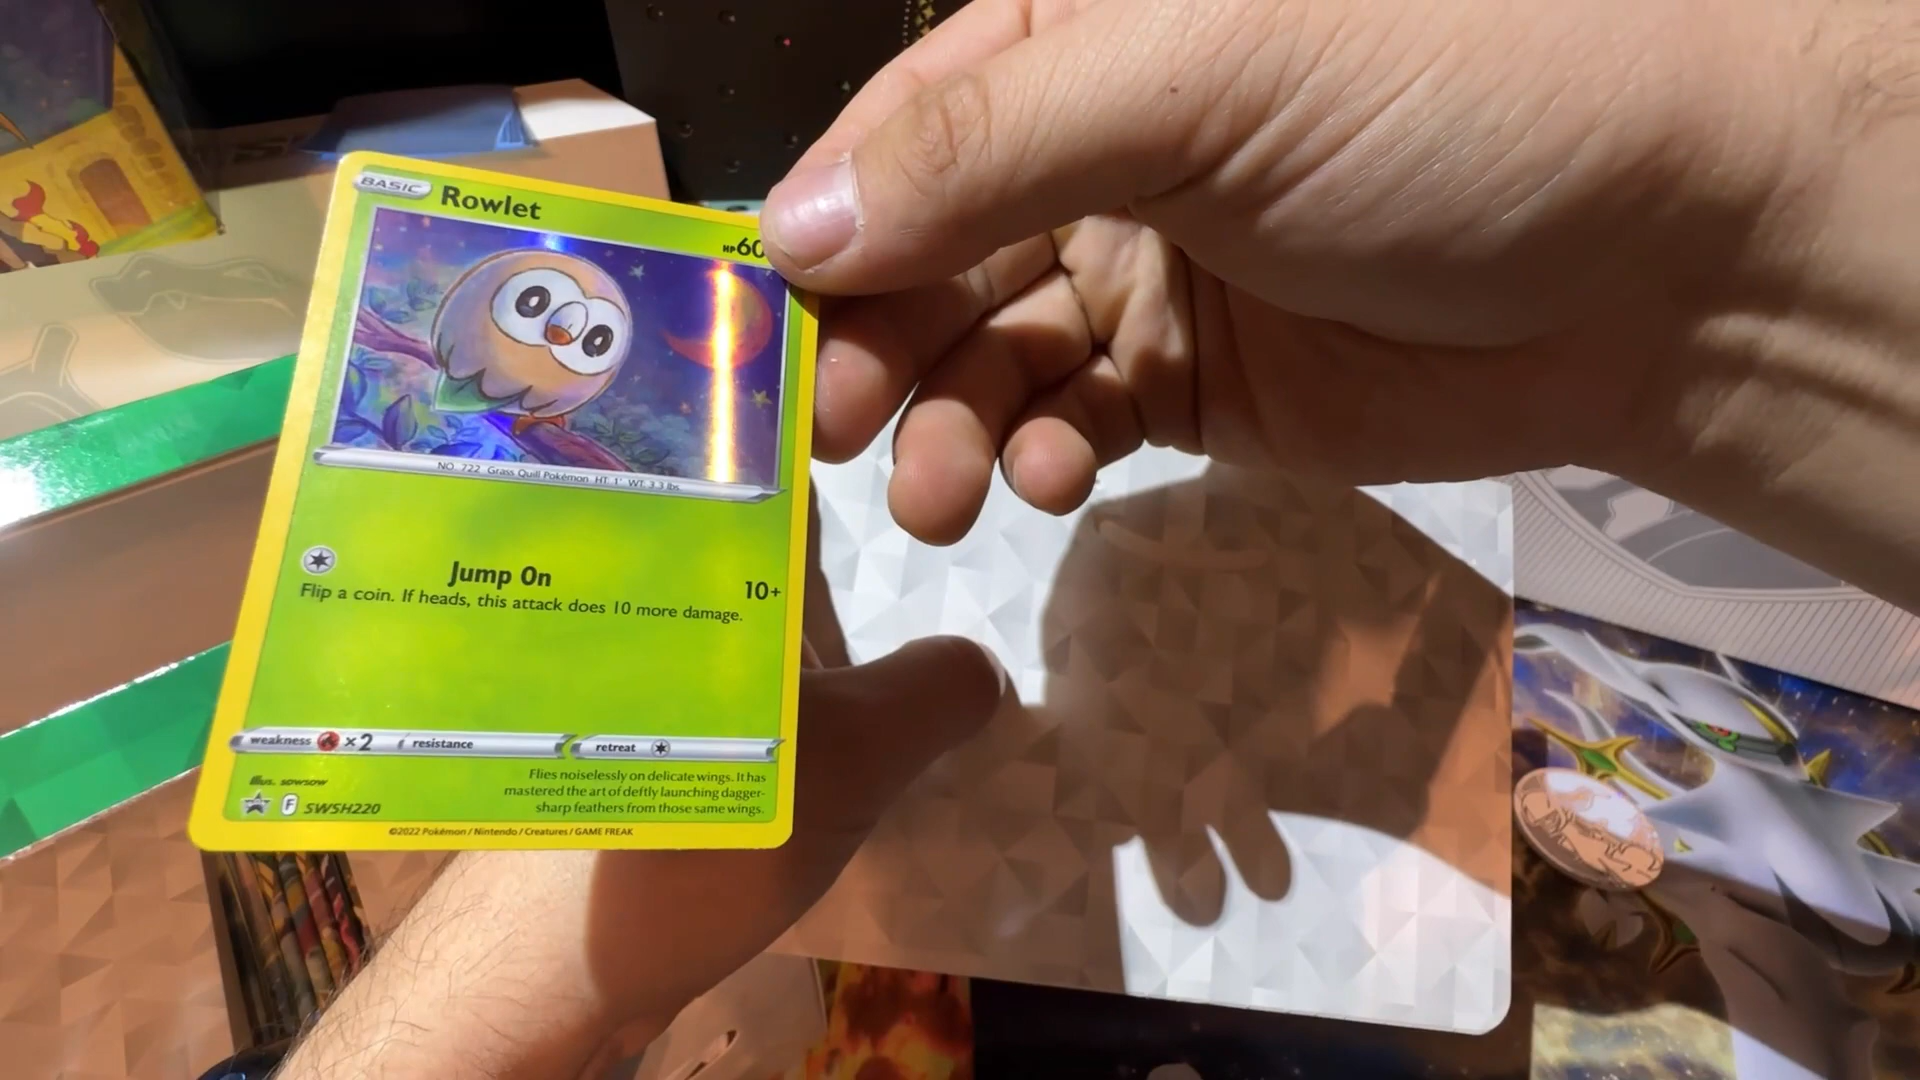 BASIC Rowlet HP60
NO. 722 Grass Quill Pokémon HT 1' WT 3.3 lbs.
Jump On 10+
Flip a coin. If heads, this attack does 10 more damage.
weakness ×2 resistance retreat
Illus. sowsow
Flies noiselessly on delicate wings. It has
mastered the art of deftly launching dagger-
sharp feathers from those same wings.
F SWSH220
©2022 Pokémon / Nintendo / Creatures / GAME FREAK